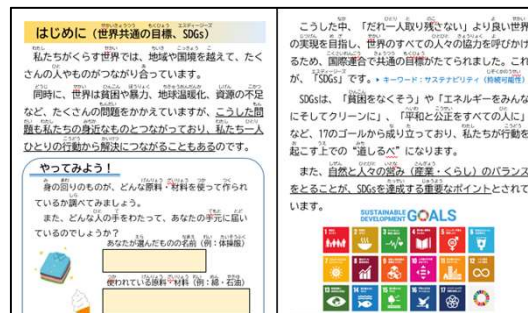 はじめに（世界共通の目標、SDGs）
私たちがくらす世界では、地域や国境を越えて、たく
さんの人やものがつながり合っています。
同時に、世界は貧困や暴力、地球温暖化、資源の不足
など、たくさんの問題をかかえていますが、こうした問
題も私たちの身近なものとつながっており、私たち一人
ひとりの行動から解決につながることもあるのです。
やってみよう！
身の回りのものが、どんな原料・材料を使って作られ
ているか調べてみましょう。
また、どんな人の手をわたって、あなたの手元に届い
ているのでしょうか？
あなたが選んだものの名前（例：体操服）
使われている原料・材料（例：綿・石油）
こうした中、「だれ一人取り残さない」より良い世界
の実現を目指し、世界のすべての人々の協力を呼びかけ
るため、国際連合で共通の目標がたてられました。これ
が、「SDGs」です。＊キーワード：サステナビリティ（持続可能性）
SDGsは、「貧困をなくそう」や「エネルギーをみんな
にそしてクリーンに」、「平和と公正をすべての人に」
など、17のゴールから成り立っており、私たちが行動を
起こす上での“道しるべ”になります。
また、自然と人々の営み（産業・くらし）のバランス
をとることが、SDGsを達成する重要なポイントとされて
います。
SUSTAINABLE
DEVELOPMENT GOALS